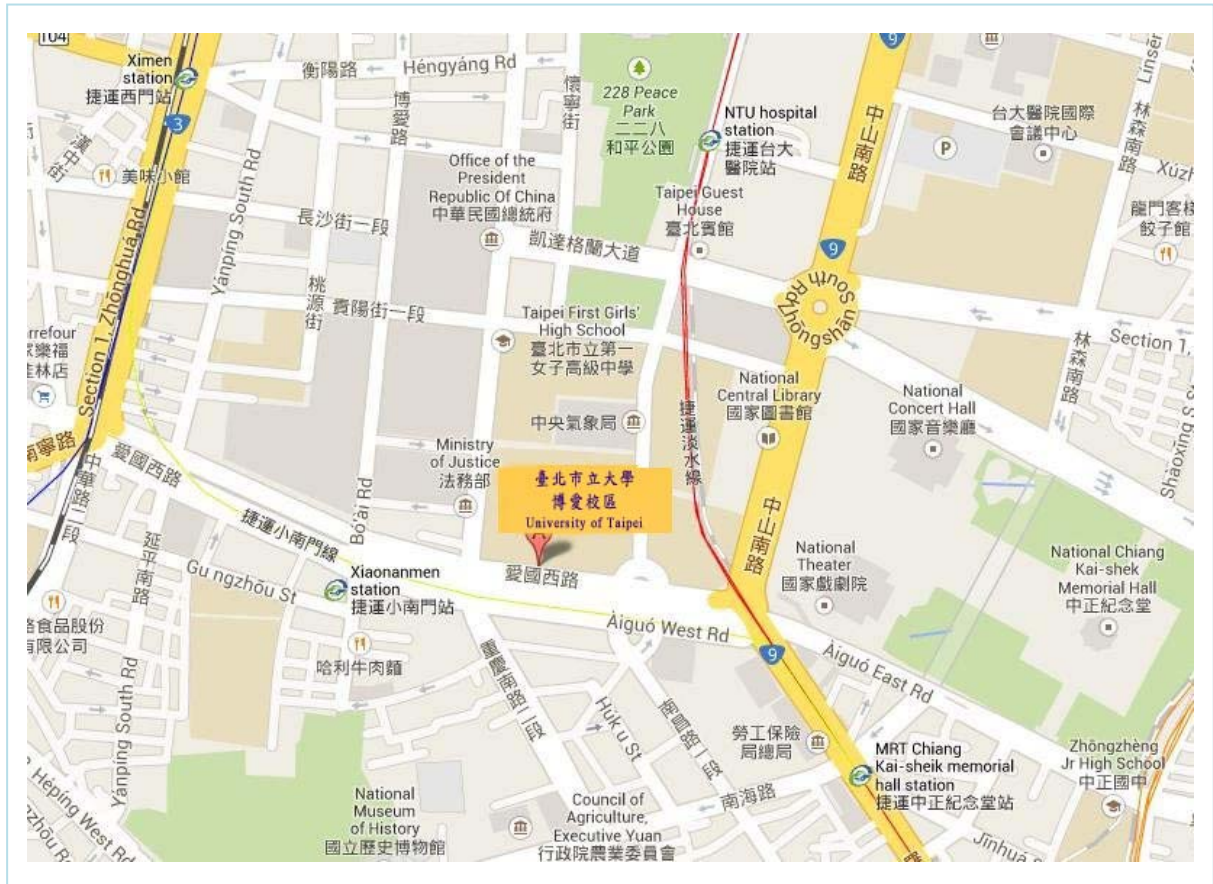 104
Ximen
station
捷運西門站
衡陽路
Héngyáng Rd
懷寧街
博愛路
228 Peace
Park
二二八
和平公園
9
NTU hospital
station
捷運台大
醫院站
台大醫院國際
會議中心
P
中山南路
林森南路
3
漢中街
美味小館
Yánpíng South Rd
Office of the
President
Republic Of China
中華民國總統府
長沙街一段
Taipei Guest
House
臺北賓館
凱達格蘭大道
9
龍門客棧
餃子館
Section 1, Zhōnghuá Rd
桃源街
貴陽街一段
Taipei First Girls'
High School
臺北市立第一
女子高級中學
Zhōngshān
South Rd
Section 1,
林森南路
家樂福
桂林店
National
Central Library
國家圖書館
National
Concert Hall
國家音樂廳
中央氣象局
捷運淡水線
Ministry
of Justice
法務部
臺北市立大學
博愛校區
University of Taipei
南寧路
愛國西路
中華路二段
Bó'ài Rd
捷運小南門線
延平南路
Gu ngzhōu St
Xiaonanmen
station
捷運小南門站
愛國西路
中山南路
National
Theater
國家戲劇院
National Chiang
Kai-shek
Memorial Hall
中正紀念堂
Àiguó West Rd
哈利牛肉麵
9
Àiguó East Rd
重慶南路二段
Húk u St
南昌路一段
Yánpíng South Rd
勞工保險
局總局
MRT Chiang
Kai-sheik memorial
hall station
捷運中正紀念堂站
Zhōngzhèng
Jr High School
中正國中
National
Museum
of History
國立歷史博物館
Council of
Agriculture,
Executive Yuan
行政院農業委員會
南海路
Jìnhuá S
Héping West Rd